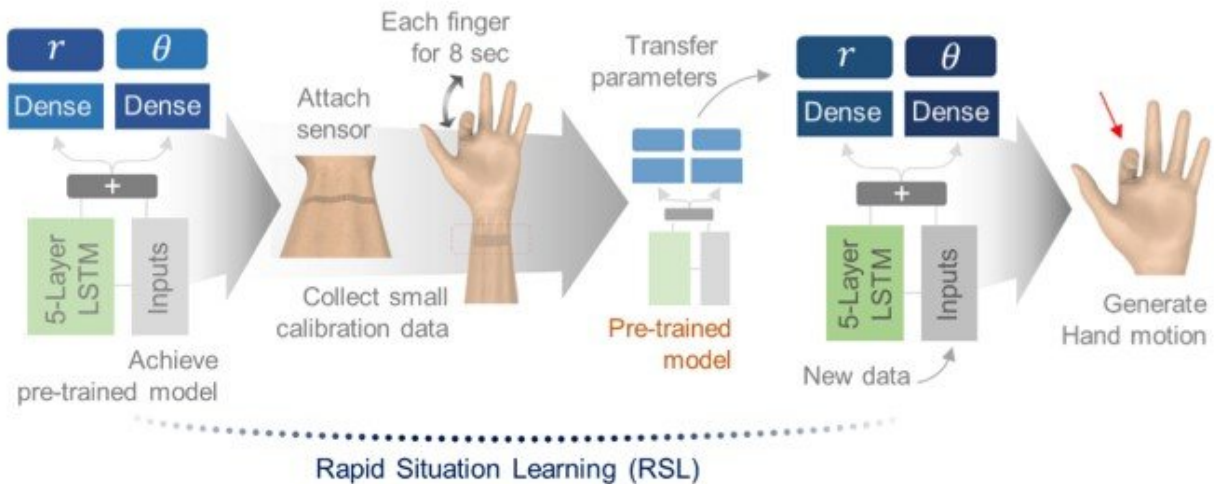 r
θ
Dense
Dense
+
5-Layer
LSTM
Inputs
Achieve
pre-trained model
Attach
sensor
Each finger
for 8 sec
Collect small
calibration data
Transfer
parameters
Pre-trained
model
r
θ
Dense
Dense
+
5-Layer
LSTM
Inputs
New data
Generate
Hand motion
Rapid Situation Learning (RSL)